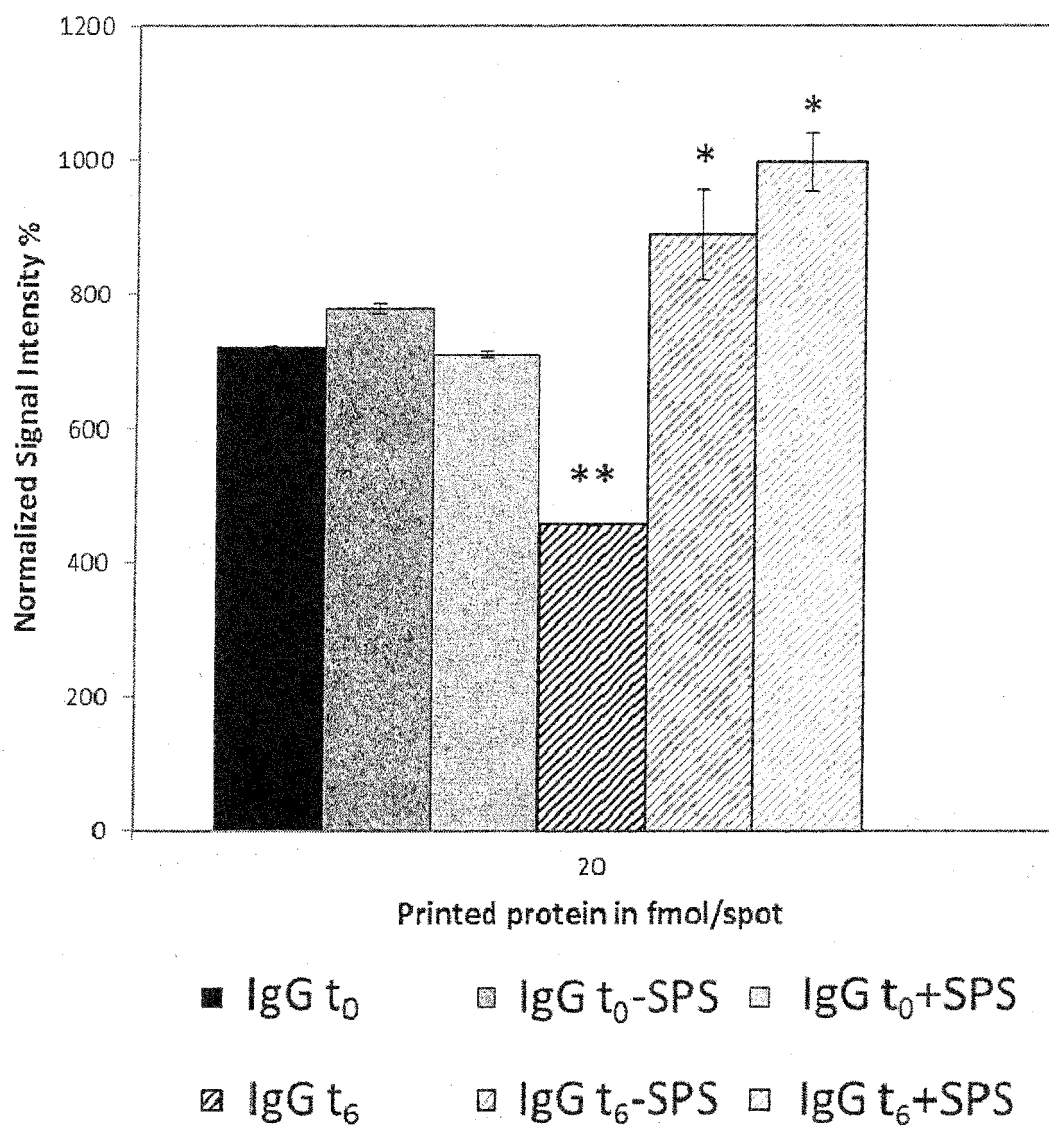 1200
1000
800
600
400
200
0
Normalized Signal Intensity %
*
*
**
20
Printed protein in fmol/spot
IgG t₀ IgG t₀-SPS IgG t₀+SPS
IgG t₆ IgG t₆-SPS IgG t₆+SPS